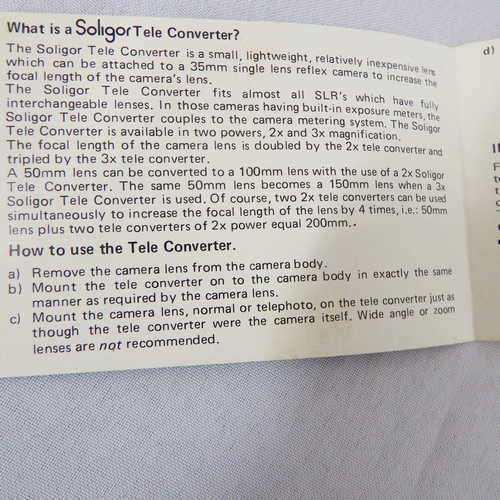 What is a Soligor Tele Converter?
The Soligor Tele Converter is a small, lightweight, relatively inexpensive lens
which can be attached to a 35mm single lens reflex camera to increase the
focal length of the camera's lens.
The Soligor Tele Converter fits almost all SLR's which have fully
interchangeable lenses. In those cameras having built-in exposure meters, the
Soligor Tele Converter couples to the camera metering system. The Soligor
Tele Converter is available in two powers, 2x and 3x magnification.
The focal length of the camera lens is doubled by the 2x tele converter and
tripled by the 3x tele converter.
A 50mm lens can be converted to a 100mm lens with the use of a 2x Soligor
Tele Converter. The same 50mm lens becomes a 150mm lens when a 3x
Soligor Tele Converter is used. Of course, two 2x tele converters can be used
simultaneously to increase the focal length of the lens by 4 times, i.e.: 50mm
lens plus two tele converters of 2x power equal 200mm..
How to use the Tele Converter.
a) Remove the camera lens from the camera body.
b) Mount the tele converter on to the camera body in exactly the same
manner as required by the camera lens.
c) Mount the camera lens, normal or telephoto, on the tele converter just as
though the tele converter were the camera itself. Wide angle or zoom
lenses are not recommended.
d)